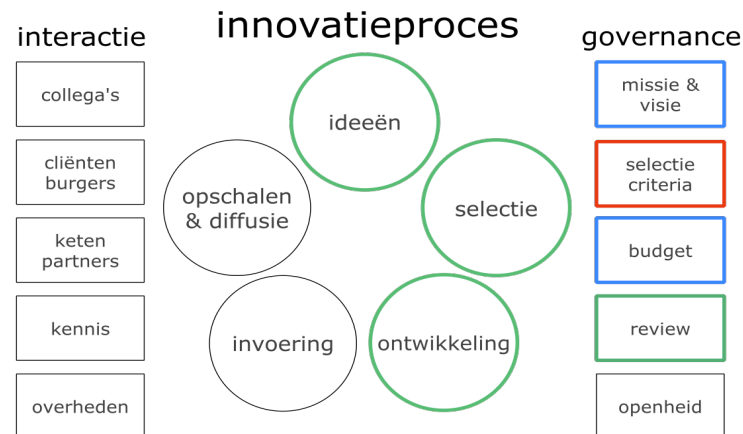 innovatieproces
interactie
collega's
cliënten
burgers
keten
partners
kennis
overheden
ideeën
selectie
ontwikkeling
invoering
opschalen
& diffusie
governance
missie &
visie
selectie
criteria
budget
review
openheid